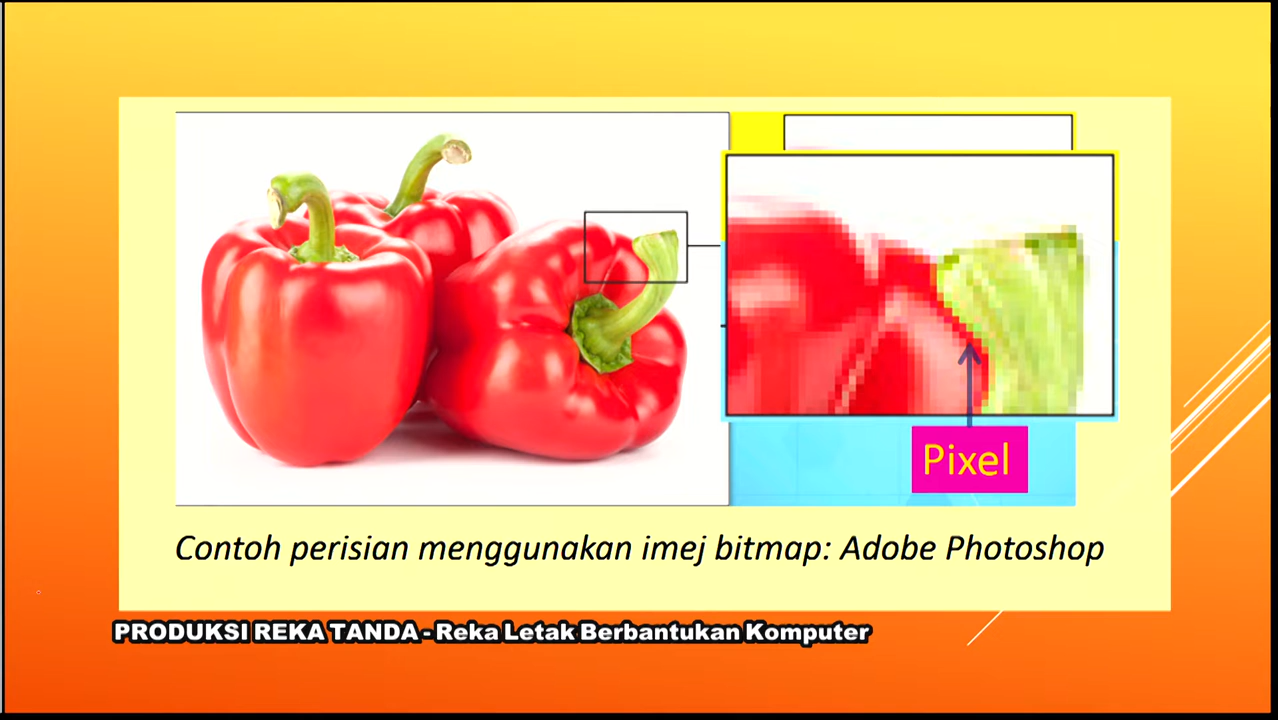 Pixel
Contoh perisian menggunakan imej bitmap: Adobe Photoshop
PRODUKSI REKA TANDA - Reka Letak Berbantukan Komputer